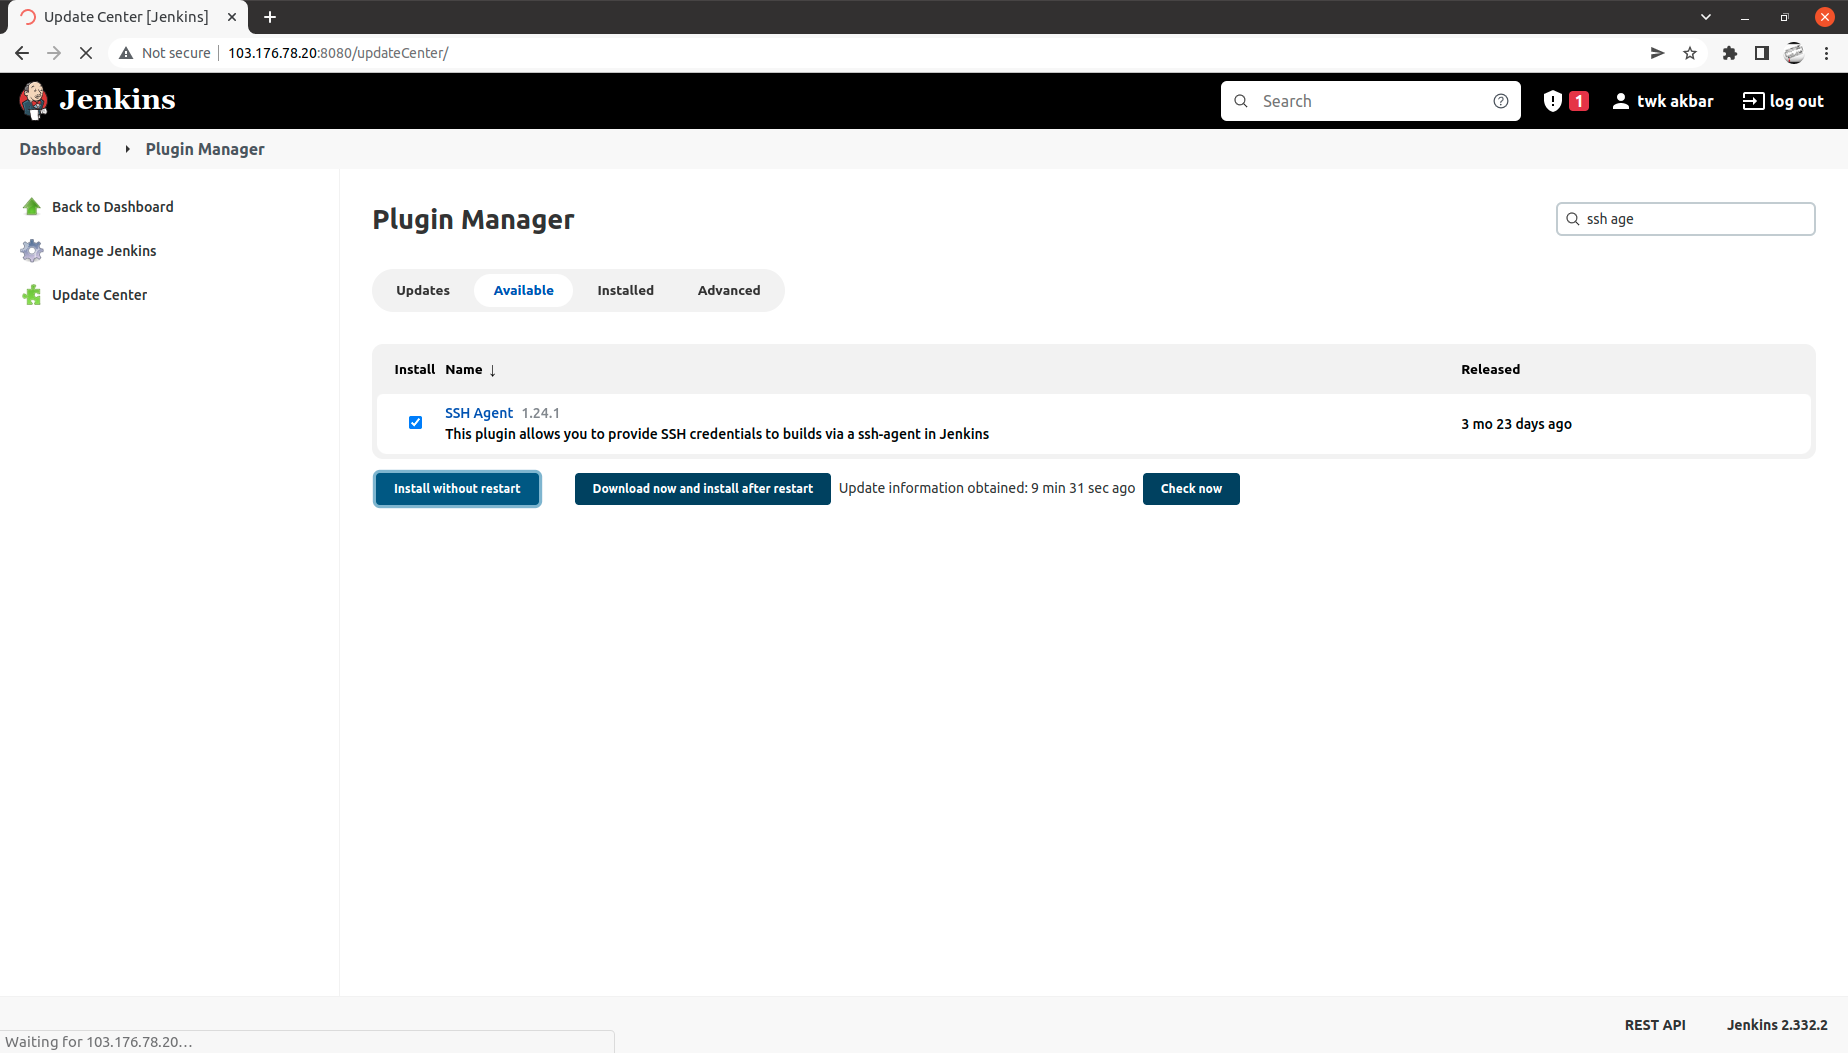 Update Center [Jenkins]
Not secure
103.176.78.20:8080/updateCenter/
Jenkins
Search
1
twk akbar
log out
Dashboard
Plugin Manager
Back to Dashboard
Manage Jenkins
Update Center
Plugin Manager
ssh age
Updates
Available
Installed
Advanced
Install Name ↓ Released
SSH Agent 1.24.1
This plugin allows you to provide SSH credentials to builds via a ssh-agent in Jenkins
3 mo 23 days ago
Install without restart
Download now and install after restart
Update information obtained: 9 min 31 sec ago
Check now
REST API
Jenkins 2.332.2
Waiting for 103.176.78.20...